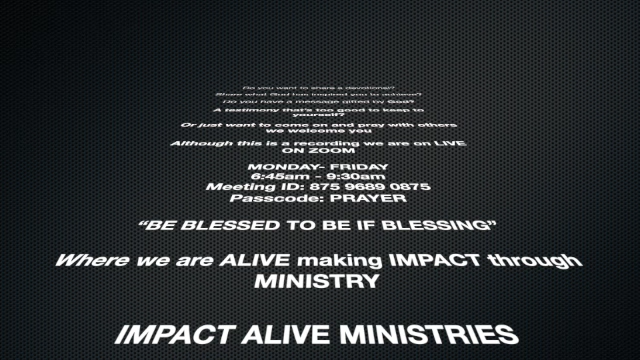 Do you want to share a devotional?
Share what God has inspired you to achieve?
Do you have a message gifted by God?
A testimony that's too good to keep to
yourself?
Or just want to come on and pray with others
we welcome you
Although this is a recording we are on LIVE
ON ZOOM
MONDAY- FRIDAY
6:45am - 9:30am
Meeting ID: 875 9689 0875
Passcode: PRAYER
“BE BLESSED TO BE IF BLESSING”
Where we are ALIVE making IMPACT through
MINISTRY
IMPACT ALIVE MINISTRIES